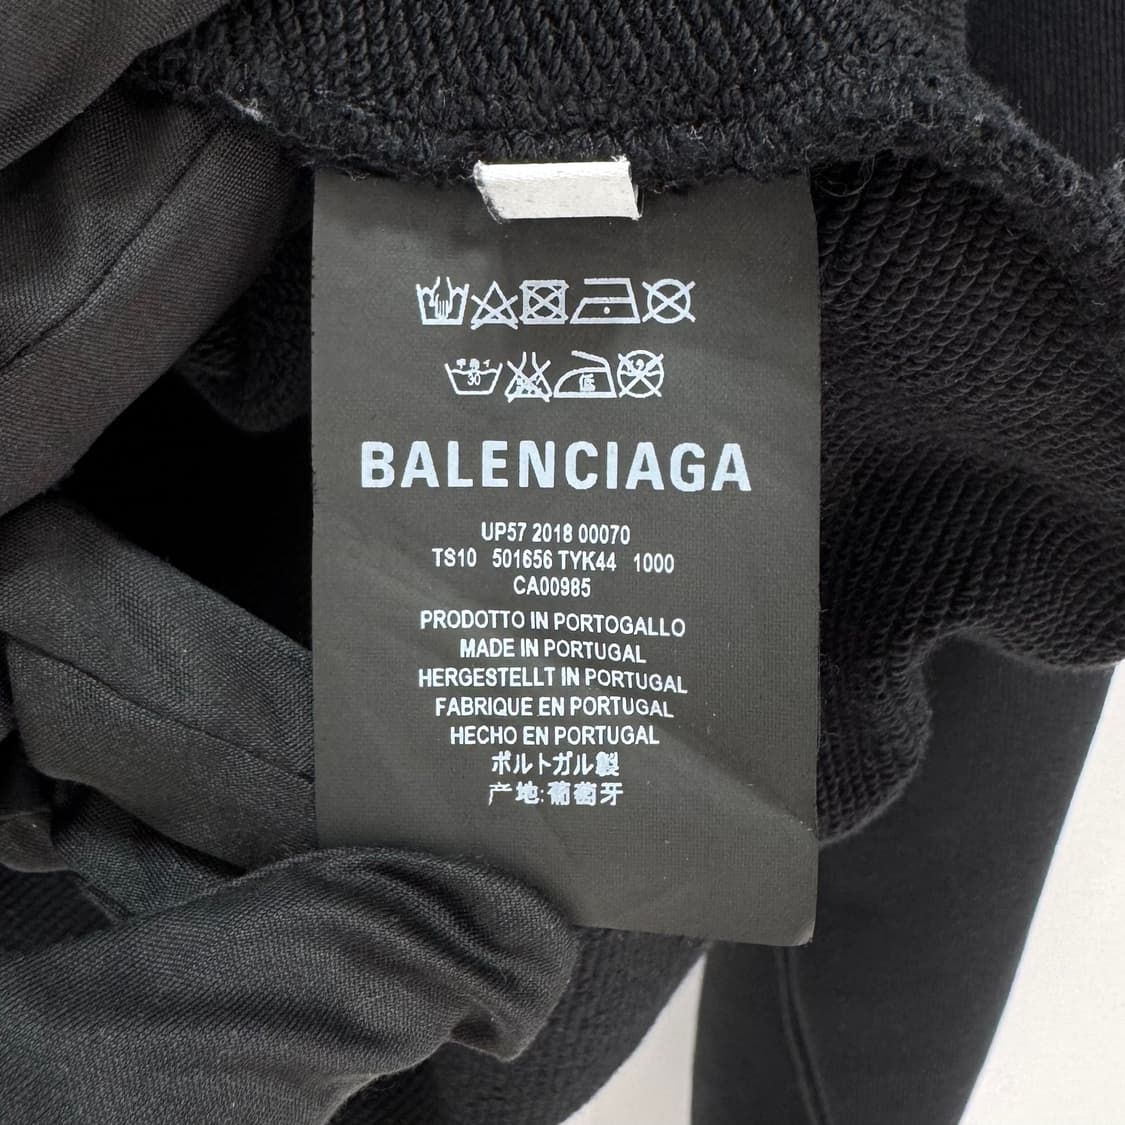 30
BALENCIAGA
UP57 2018 00070
TS10 501656 TYK44 1000
CA00985
PRODOTTO IN PORTOGALLO
MADE IN PORTUGAL
HERGESTELLT IN PORTUGAL
FABRIQUE EN PORTUGAL
HECHO EN PORTUGAL
ポルトガル製
产地:葡萄牙